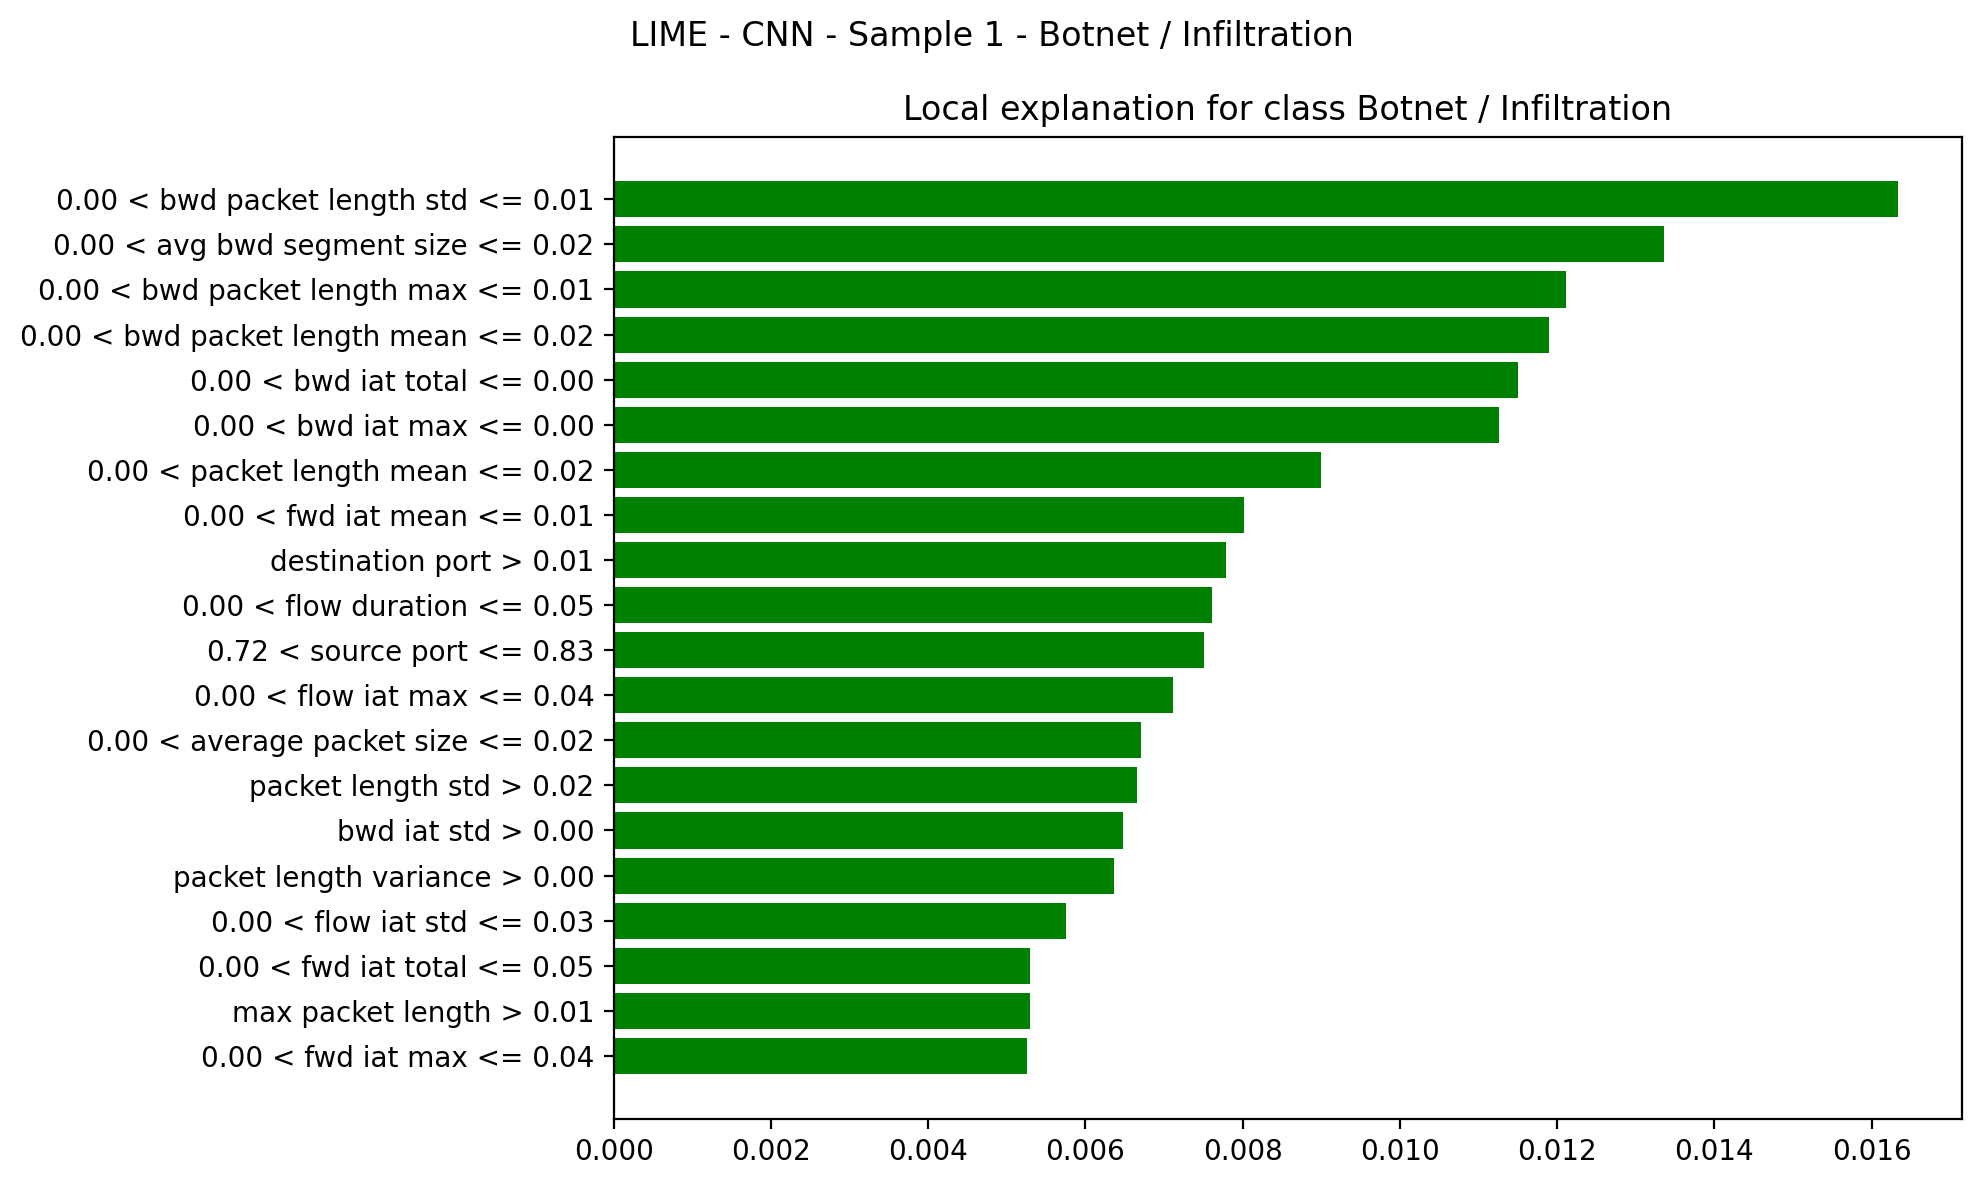 LIME - CNN - Sample 1 - Botnet / Infiltration
Local explanation for class Botnet / Infiltration
0.00 < bwd packet length std <= 0.01
0.00 < avg bwd segment size <= 0.02
0.00 < bwd packet length max <= 0.01
0.00 < bwd packet length mean <= 0.02
0.00 < bwd iat total <= 0.00
0.00 < bwd iat max <= 0.00
0.00 < packet length mean <= 0.02
0.00 < fwd iat mean <= 0.01
destination port > 0.01
0.00 < flow duration <= 0.05
0.72 < source port <= 0.83
0.00 < flow iat max <= 0.04
0.00 < average packet size <= 0.02
packet length std > 0.02
bwd iat std > 0.00
packet length variance > 0.00
0.00 < flow iat std <= 0.03
0.00 < fwd iat total <= 0.05
max packet length > 0.01
0.00 < fwd iat max <= 0.04
0.000 0.002 0.004 0.006 0.008 0.010 0.012 0.014 0.016